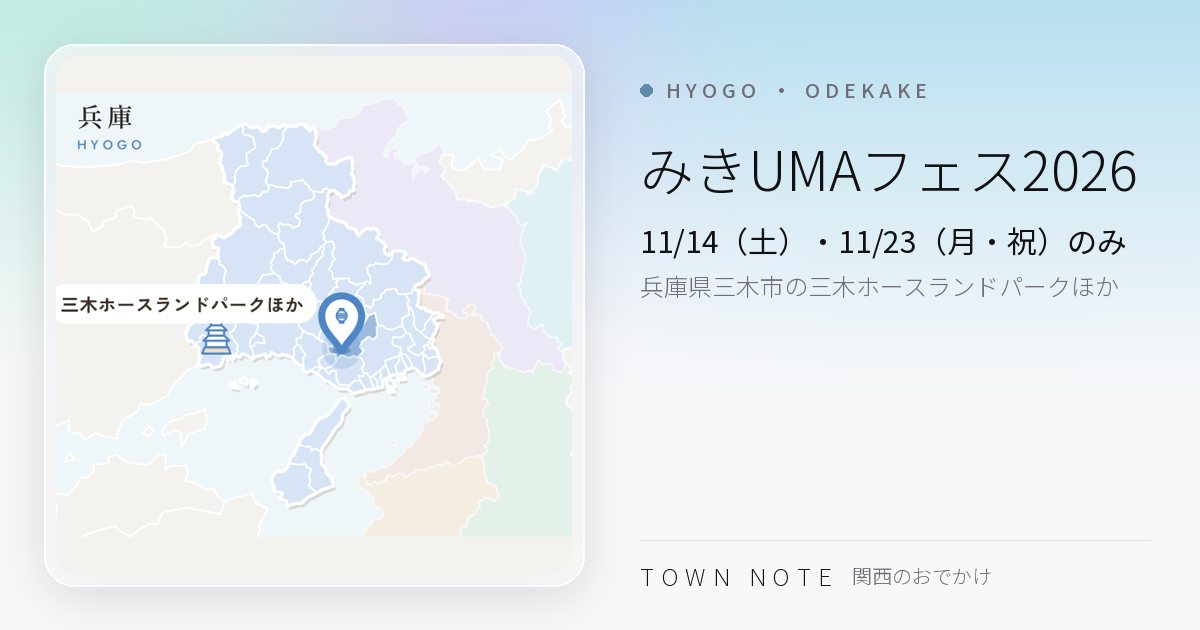 兵庫
HYOGO
三木ホースランドパークほか
HYOGO ・ ODEKAKE
みきUMAフェス2026
11/14（土）・11/23（月・祝）のみ
兵庫県三木市の三木ホースランドパークほか
TOWN NOTE 関西のおでかけ